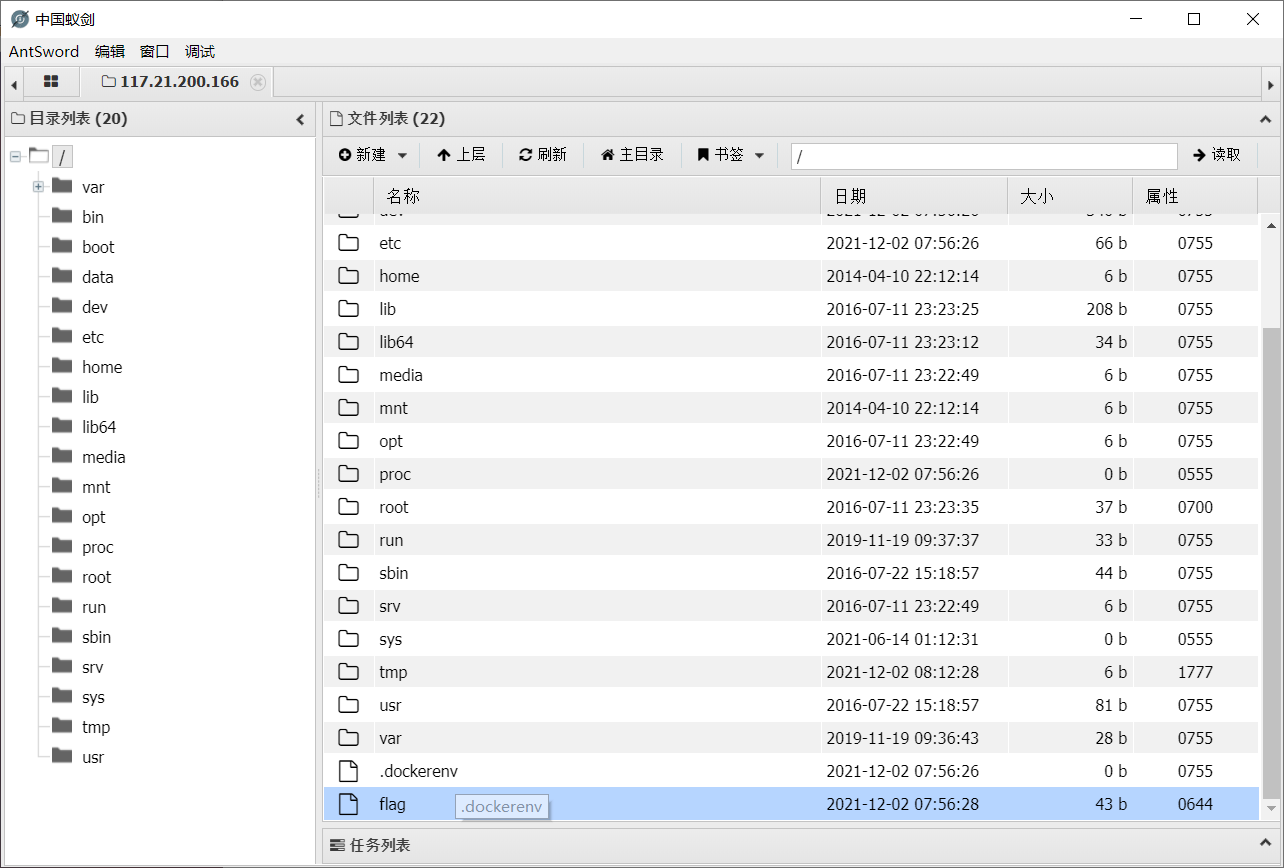 中国蚁剑
AntSword 编辑 窗口 调试
117.21.200.166
目录列表 (20)
/
var
bin
boot
data
dev
etc
home
lib
lib64
media
mnt
opt
proc
root
run
sbin
srv
sys
tmp
usr
文件列表 (22)
新建 上层 刷新 主目录 书签 / 读取
名称 日期 大小 属性
dev 2021-12-02 07:56:26 340 b 0755
etc 2021-12-02 07:56:26 66 b 0755
home 2014-04-10 22:12:14 6 b 0755
lib 2016-07-11 23:23:25 208 b 0755
lib64 2016-07-11 23:23:12 34 b 0755
media 2016-07-11 23:22:49 6 b 0755
mnt 2014-04-10 22:12:14 6 b 0755
opt 2016-07-11 23:22:49 6 b 0755
proc 2021-12-02 07:56:26 0 b 0555
root 2016-07-11 23:23:35 37 b 0700
run 2019-11-19 09:37:37 33 b 0755
sbin 2016-07-22 15:18:57 44 b 0755
srv 2016-07-11 23:22:49 6 b 0755
sys 2021-06-14 01:12:31 0 b 0555
tmp 2021-12-02 08:12:28 6 b 1777
usr 2016-07-22 15:18:57 81 b 0755
var 2019-11-19 09:36:43 28 b 0755
.dockerenv 2021-12-02 07:56:26 0 b 0755
flag .dockerenv 2021-12-02 07:56:28 43 b 0644
任务列表